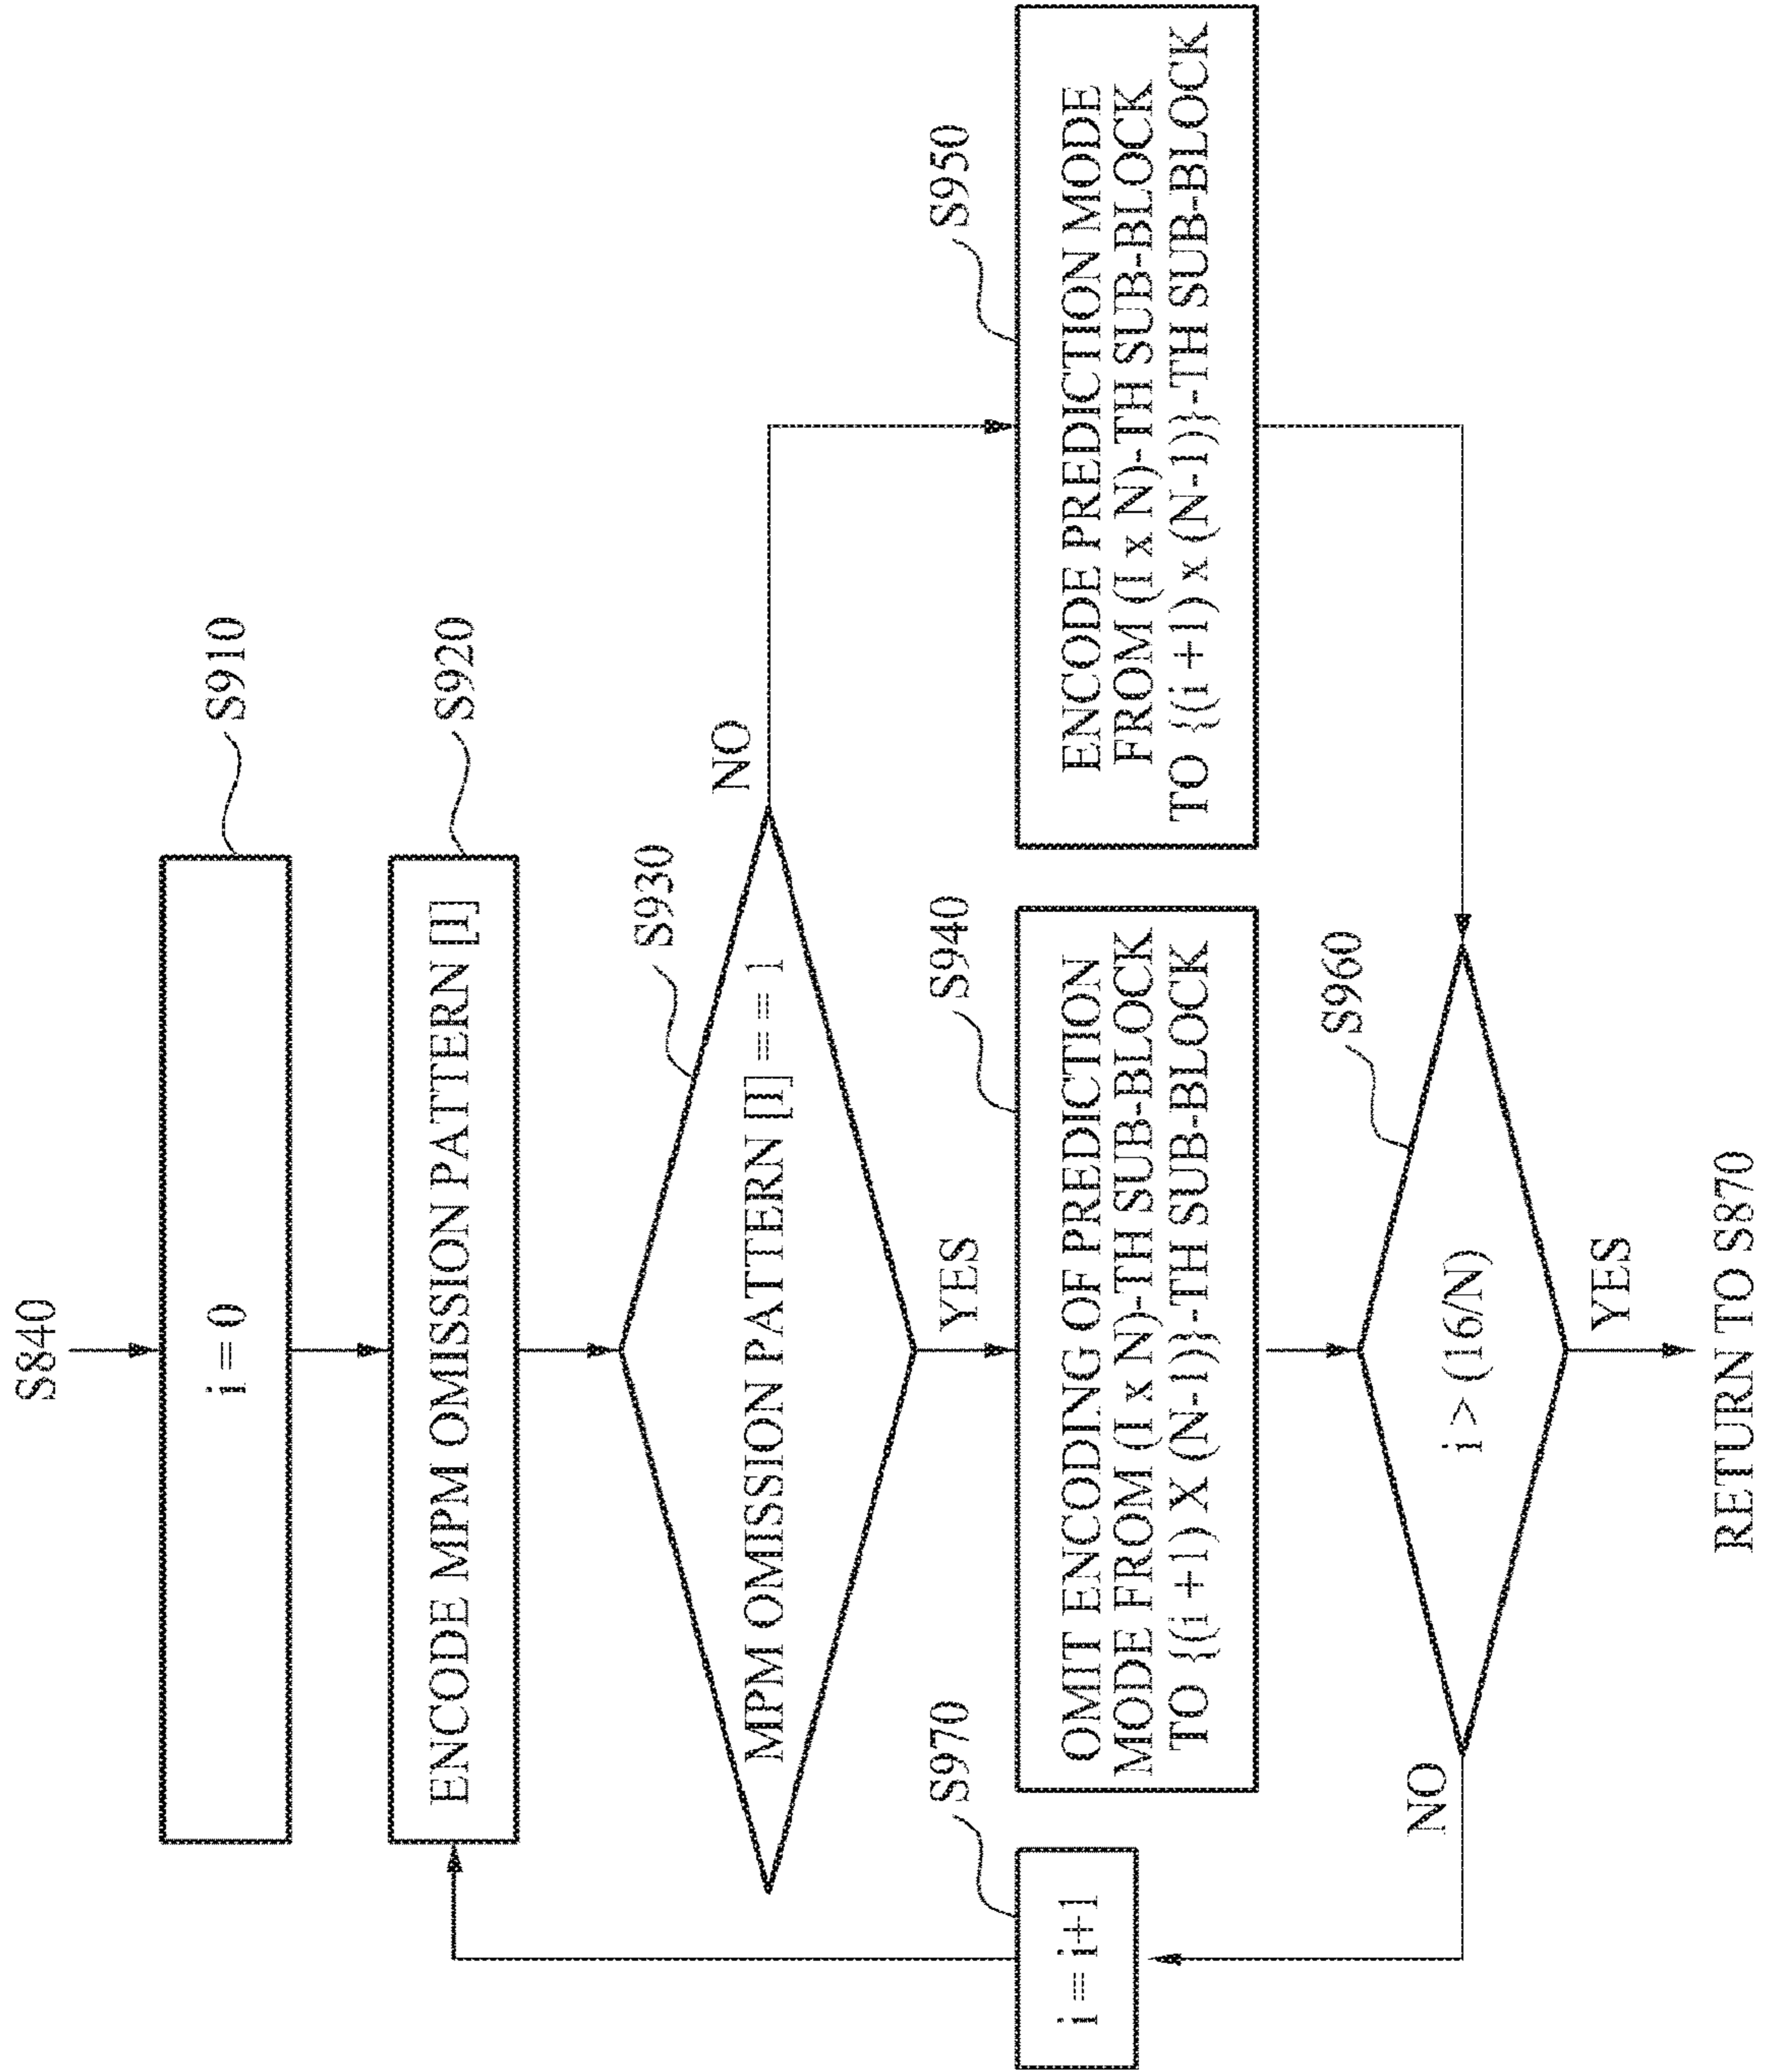 S840
i = 0
S910
ENCODE MPM OMISSION PATTERN [I]
S920
MPM OMISSION PATTERN [I] == 1
S930
NO
YES
OMIT ENCODING OF PREDICTION
MODE FROM (I x N)-TH SUB-BLOCK
TO {(i +1) X (N-1)}-TH SUB-BLOCK
S940
ENCODE PREDICTION MODE
FROM (I x N)-TH SUB-BLOCK
TO {(i +1) x (N-1)}-TH SUB-BLOCK
S950
i > (16/N)
S960
NO
i = i+1
S970
YES
RETURN TO S870